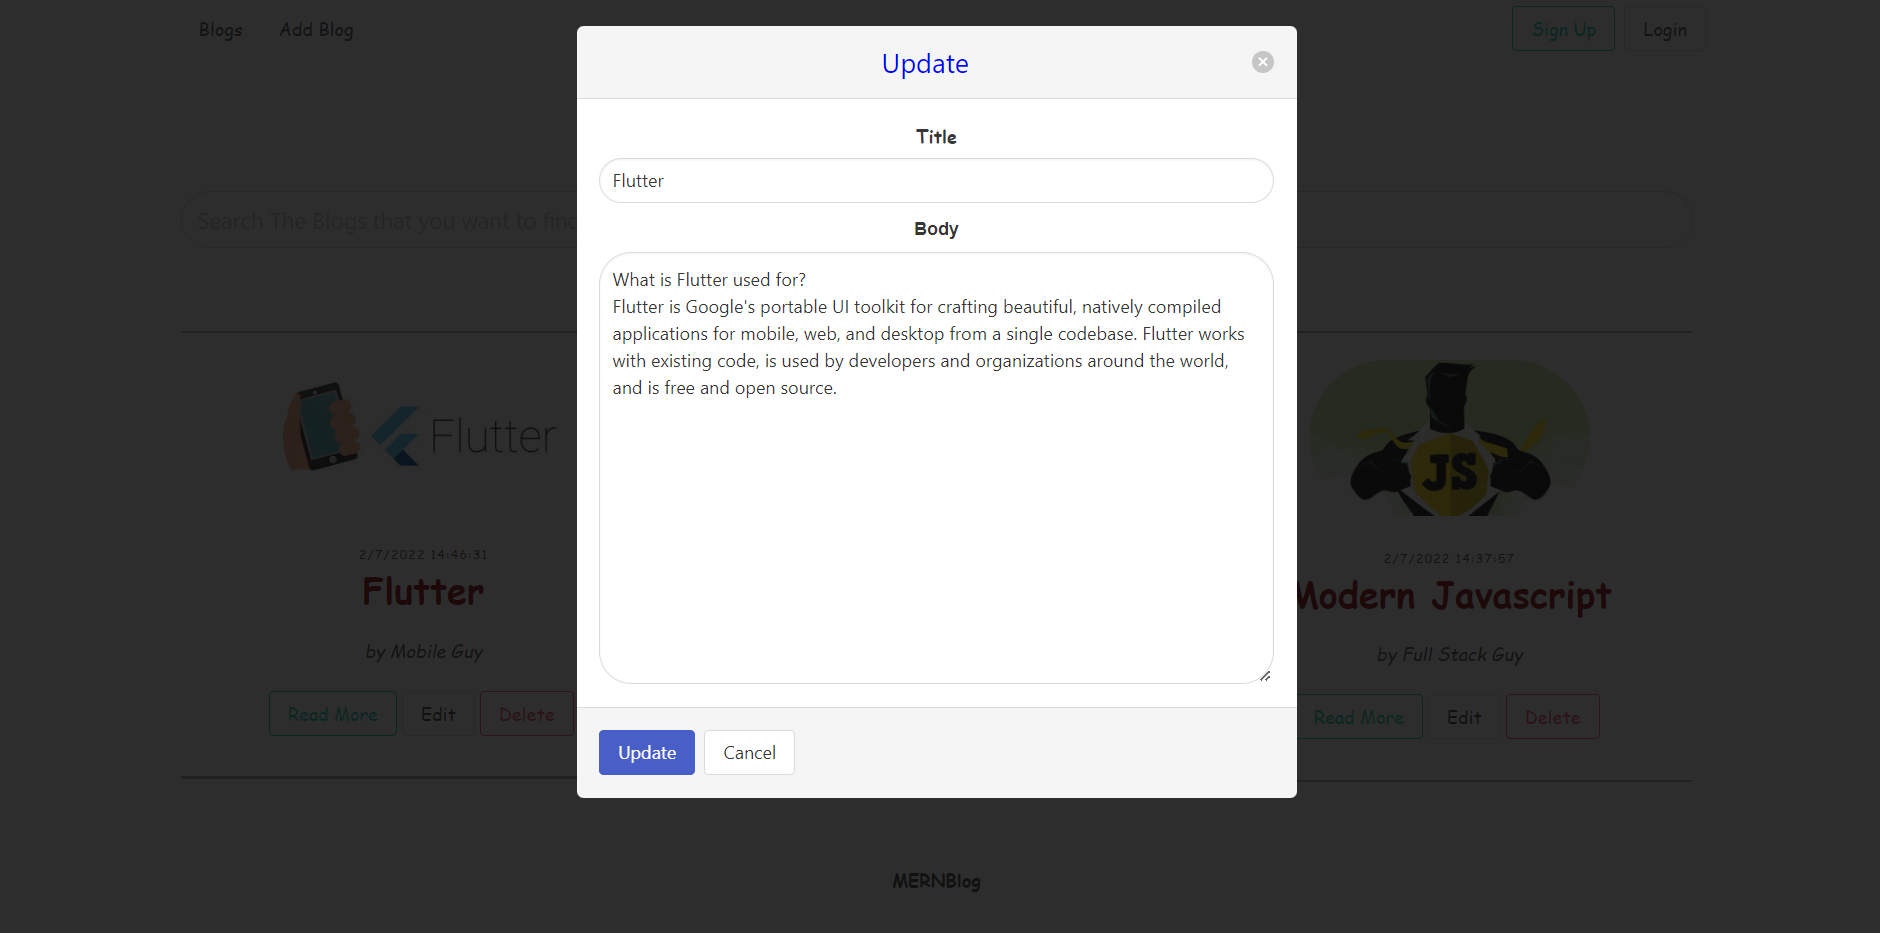 Blogs
Add Blog
Sign Up
Login
Update
Title
Flutter
Search The Blogs that you want to find
Body
What is Flutter used for?
Flutter is Google's portable UI toolkit for crafting beautiful, natively compiled
applications for mobile, web, and desktop from a single codebase. Flutter works
with existing code, is used by developers and organizations around the world,
and is free and open source.
Flutter
2/7/2022 14:46:31
Flutter
by Mobile Guy
Read More
Edit
Delete
JS
2/7/2022 14:37:57
Modern Javascript
by Full Stack Guy
Read More
Edit
Delete
Update
Cancel
MERNBlog